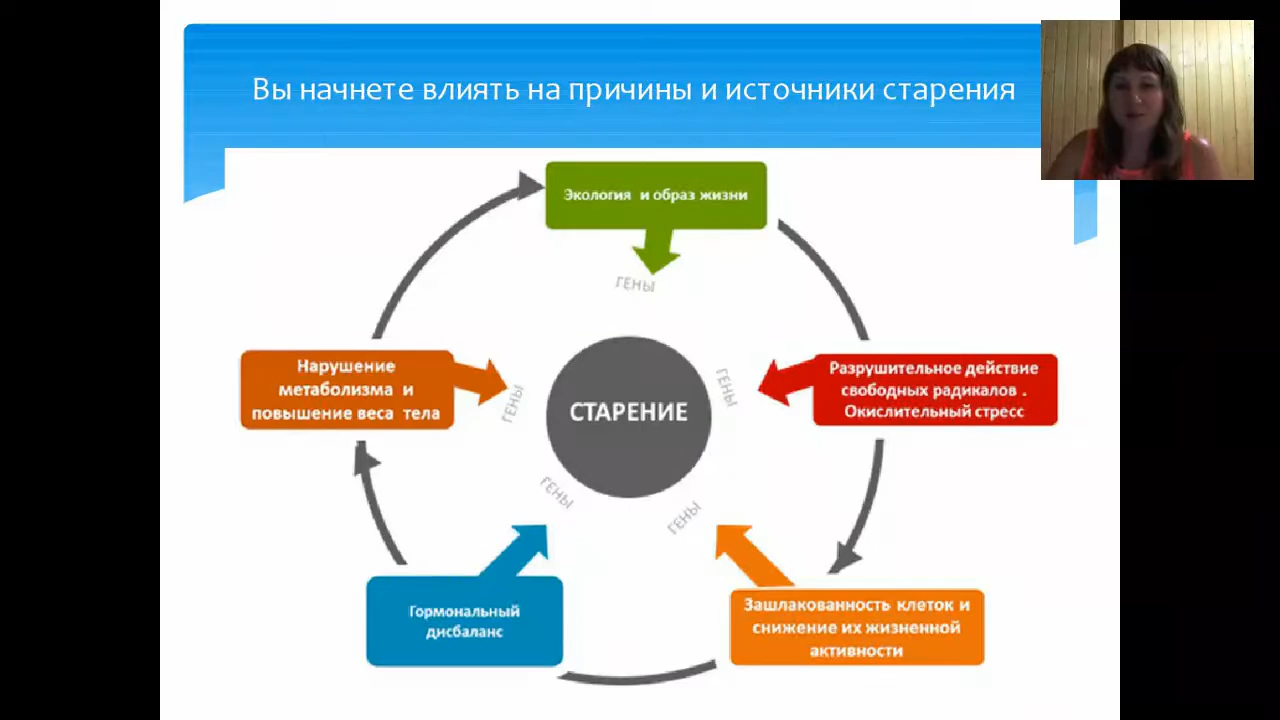 Вы начнете влиять на причины и источники старения
Экология и образ жизни
ГЕНЫ
Нарушение
метаболизма и
повышение веса тела
ГЕНЫ
СТАРЕНИЕ
ГЕНЫ
Разрушительное действие
свободных радикалов .
Окислительный стресс
ГЕНЫ
ГЕНЫ
Гормональный
дисбаланс
Зашлакованность клеток и
снижение их жизненной
активности